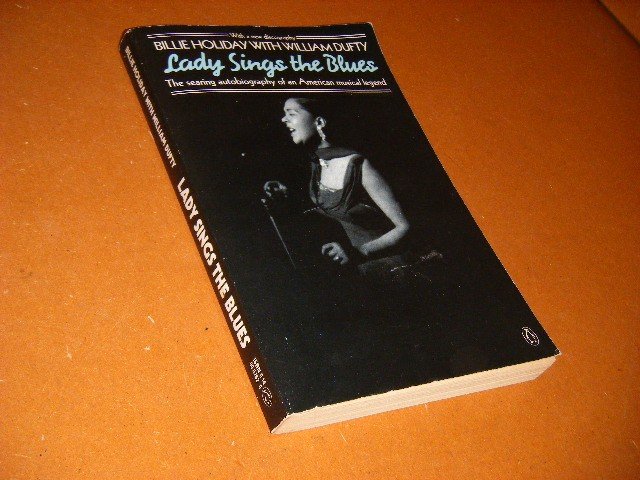 With a new discography
BILLIE HOLIDAY WITH WILLIAM DUFTY
Lady Sings the Blues
The searing autobiography of an American musical legend
BILLIE HOLIDAY WITH WILLIAM DUFTY
LADY SINGS THE BLUES